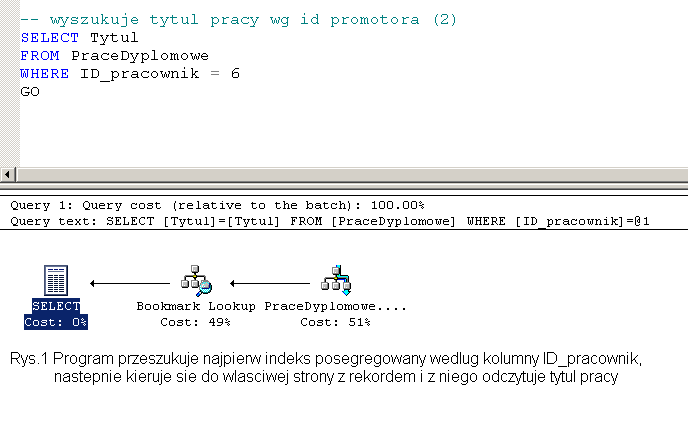 -- wyszukuje tytul pracy wg id promotora (2)
SELECT Tytul
FROM PraceDyplomowe
WHERE ID_pracownik = 6
GO
Query 1: Query cost (relative to the batch): 100.00%
Query text: SELECT [Tytul]=[Tytul] FROM [PraceDyplomowe] WHERE [ID_pracownik]=@1
SELECT Bookmark Lookup PraceDyplomowe....
Cost: 0% Cost: 49% Cost: 51%
Rys.1 Program przeszukuje najpierw indeks posegregowany wedlug kolumny ID_pracownik,
nastepnie kieruje sie do wlasciwej strony z rekordem i z niego odczytuje tytul pracy